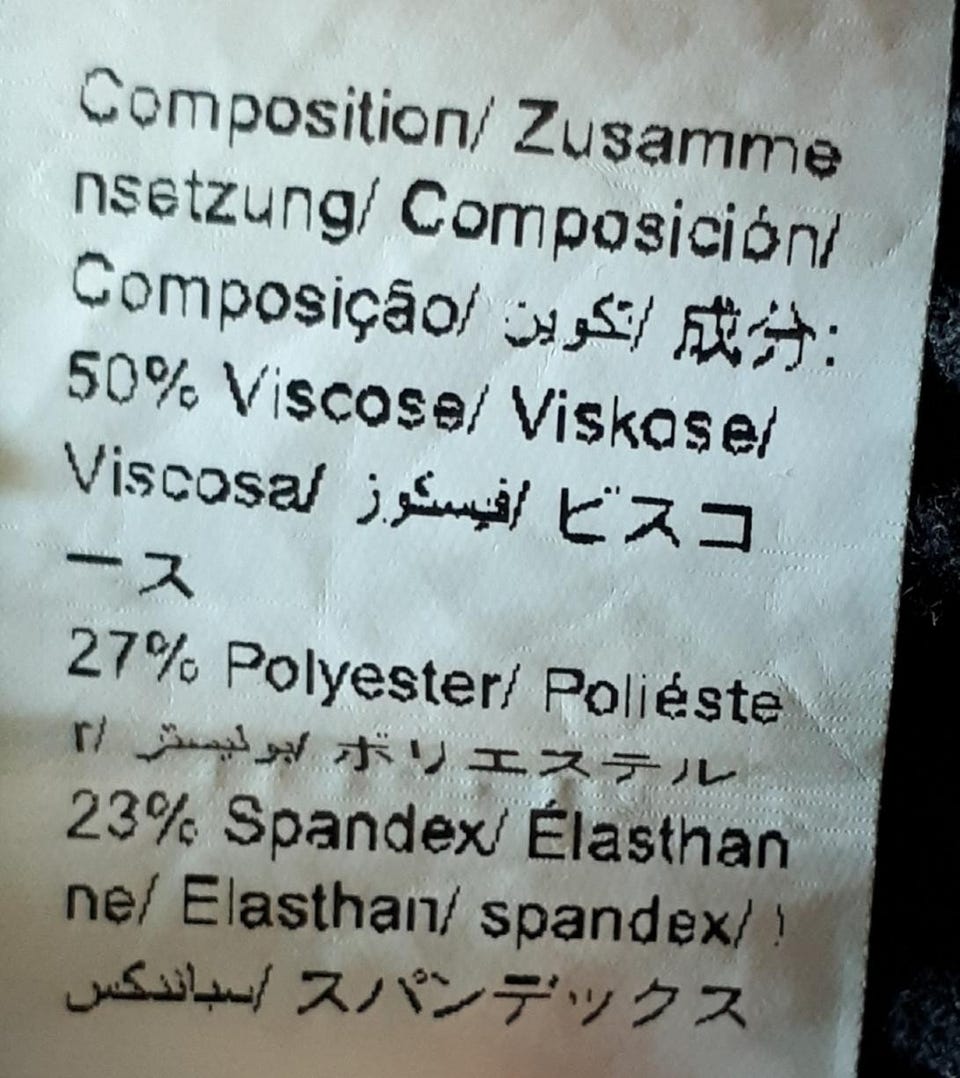 Composition/ Zusamme
nsetzung/ Composición/
Composição/ تكوين/ 成分:
50% Viscose/ Viskose/
Viscosa/ فيسكوز/ ビスコ
ース
27% Polyester/ Poliéste
r/ بوليستر/ ポリエステル
23% Spandex/ Élasthan
ne/ Elasthan/ spandex/
سباندكس/ スパンデックス